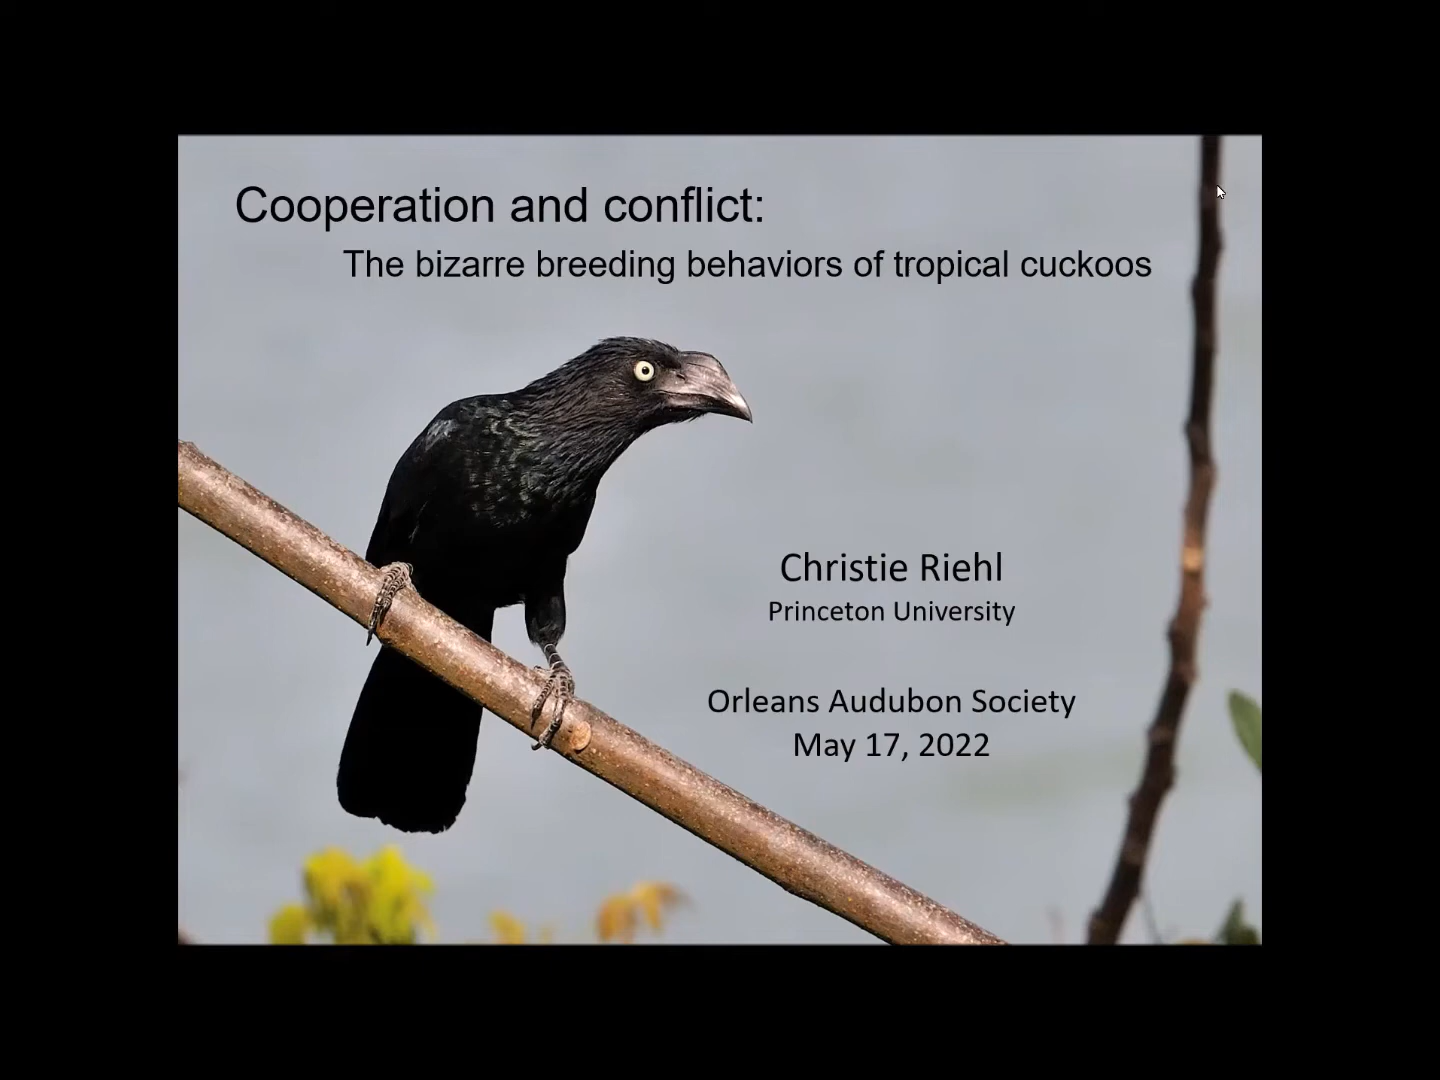 Cooperation and conflict:
The bizarre breeding behaviors of tropical cuckoos
Christie Riehl
Princeton University
Orleans Audubon Society
May 17, 2022